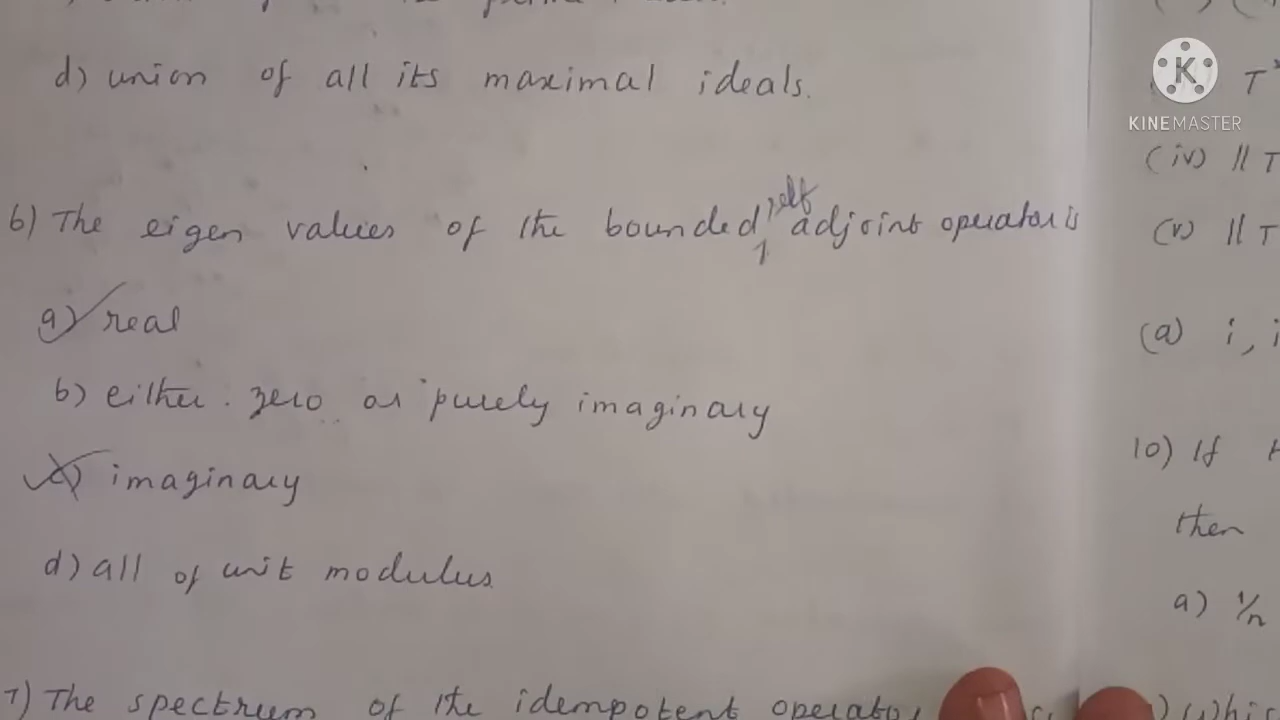 d) union of all its maximal ideals.
6) The eigen values of the bounded self adjoint operator is
a) real
b) either zero or purely imaginary
c) imaginary
d) all of unit modulus
7) The spectrum of the idempotent operator
T*
(iv) || T
(v) || T
(a) i, i
10) If
then
a) 1/n
KINEMASTER